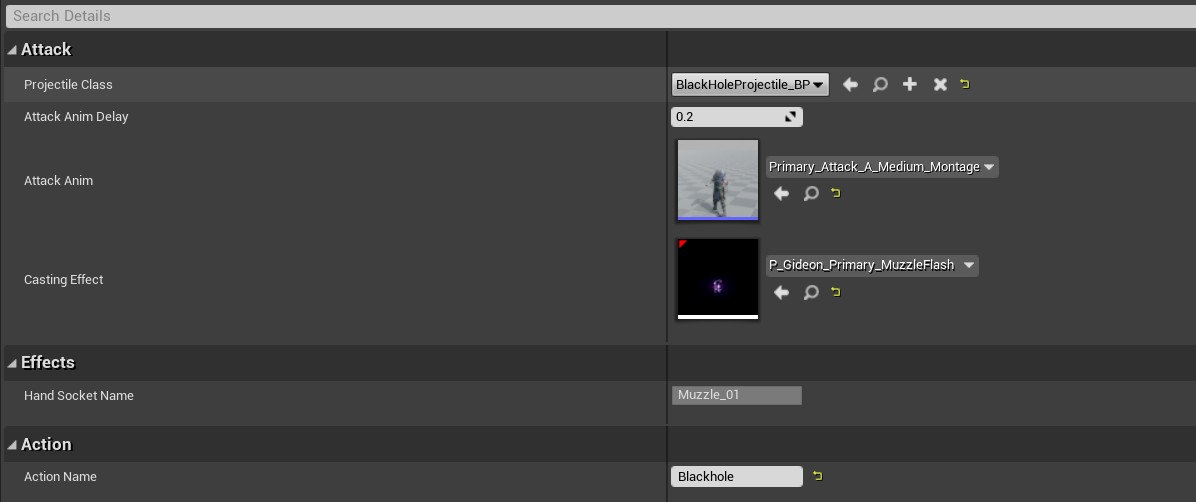 Search Details
Attack
Projectile Class
BlackHoleProjectile_BP
Attack Anim Delay
0.2
Attack Anim
Primary_Attack_A_Medium_Montage
Casting Effect
P_Gideon_Primary_MuzzleFlash
Effects
Hand Socket Name
Muzzle_01
Action
Action Name
Blackhole